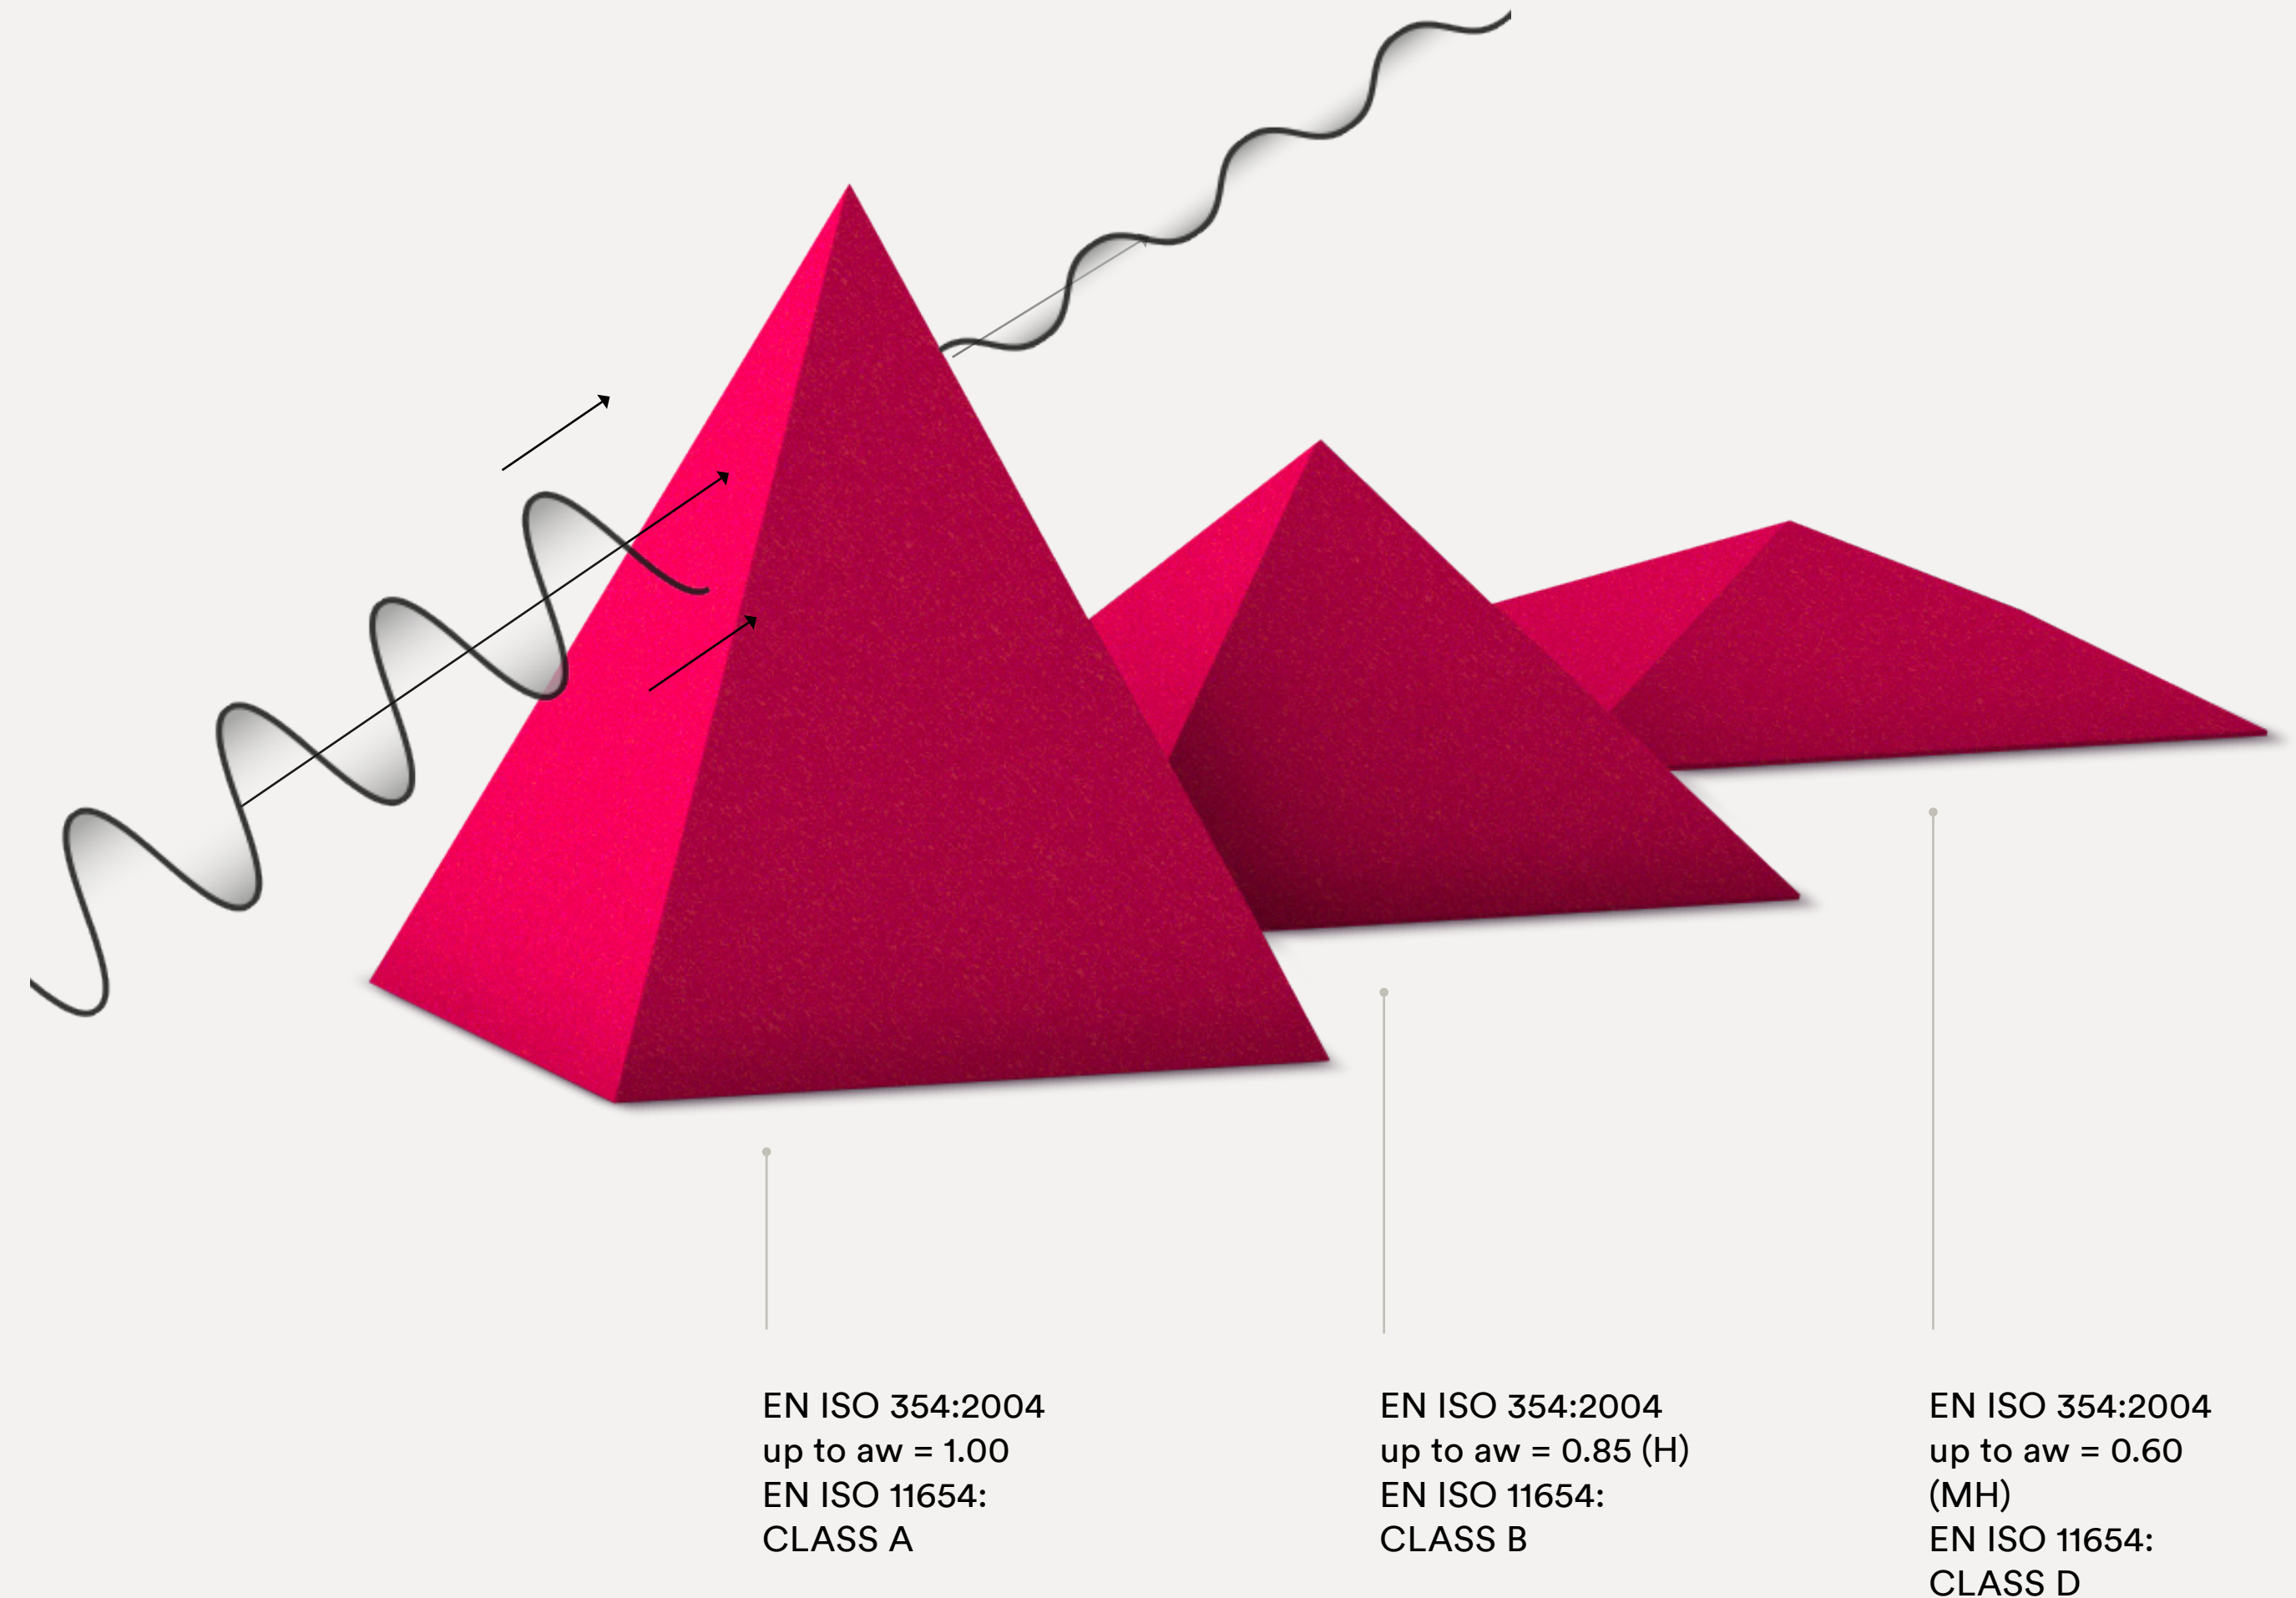 EN ISO 354:2004
up to aw = 1.00
EN ISO 11654:
CLASS A
EN ISO 354:2004
up to aw = 0.85 (H)
EN ISO 11654:
CLASS B
EN ISO 354:2004
up to aw = 0.60
(MH)
EN ISO 11654:
CLASS D